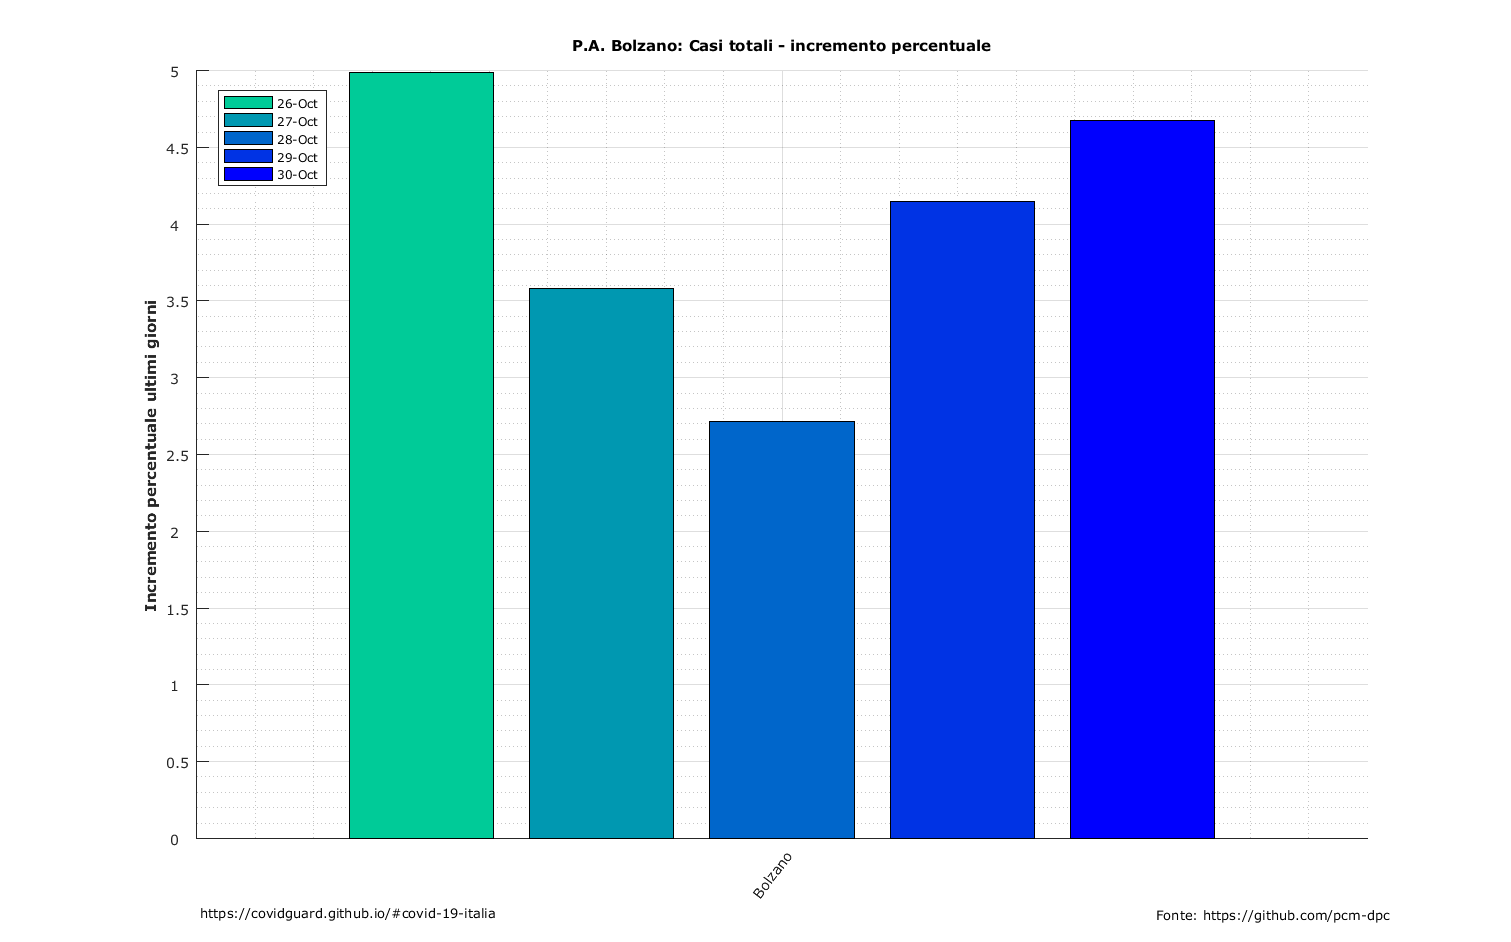 P.A. Bolzano: Casi totali - incremento percentuale
5
4.5
4
3.5
3
2.5
2
1.5
1
0.5
0
Incremento percentuale ultimi giorni
26-Oct
27-Oct
28-Oct
29-Oct
30-Oct
Bolzano
https://covidguard.github.io/#covid-19-italia
Fonte: https://github.com/pcm-dpc